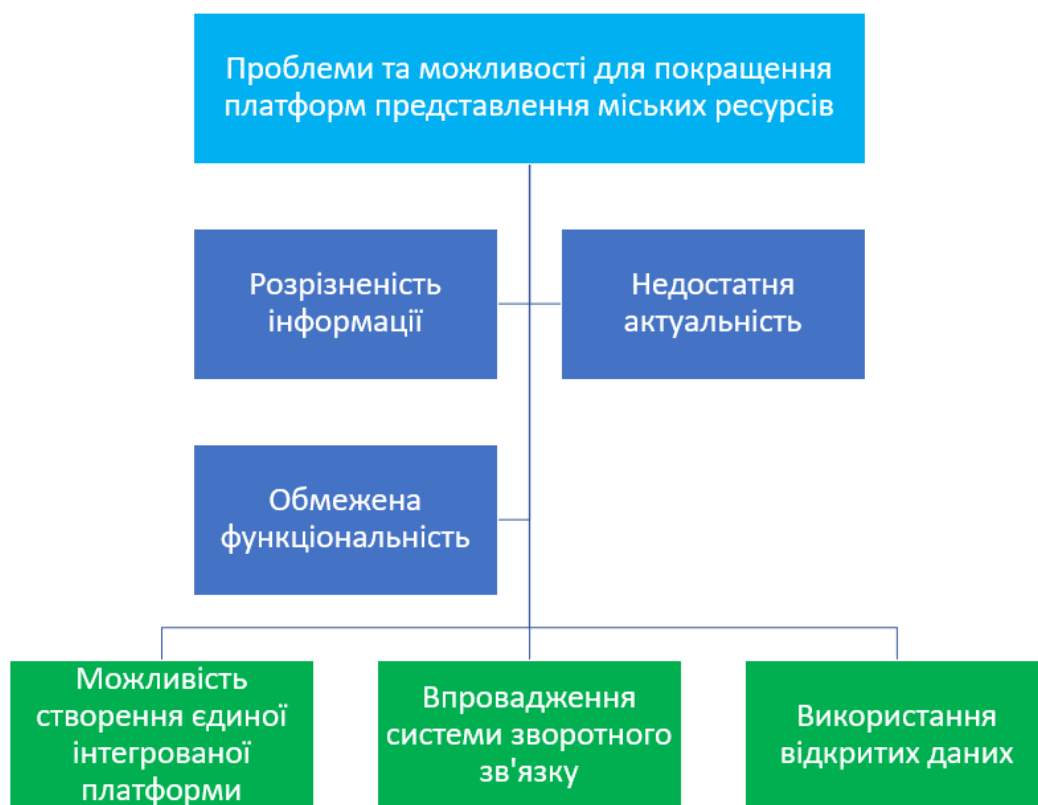 Проблеми та можливості для покращення
платформ представлення міських ресурсів
Розрізненість
інформації
Недостатня
актуальність
Обмежена
функціональність
Можливість
створення єдиної
інтегрованої
платформи
Впровадження
системи зворотного
зв'язку
Використання
відкритих даних